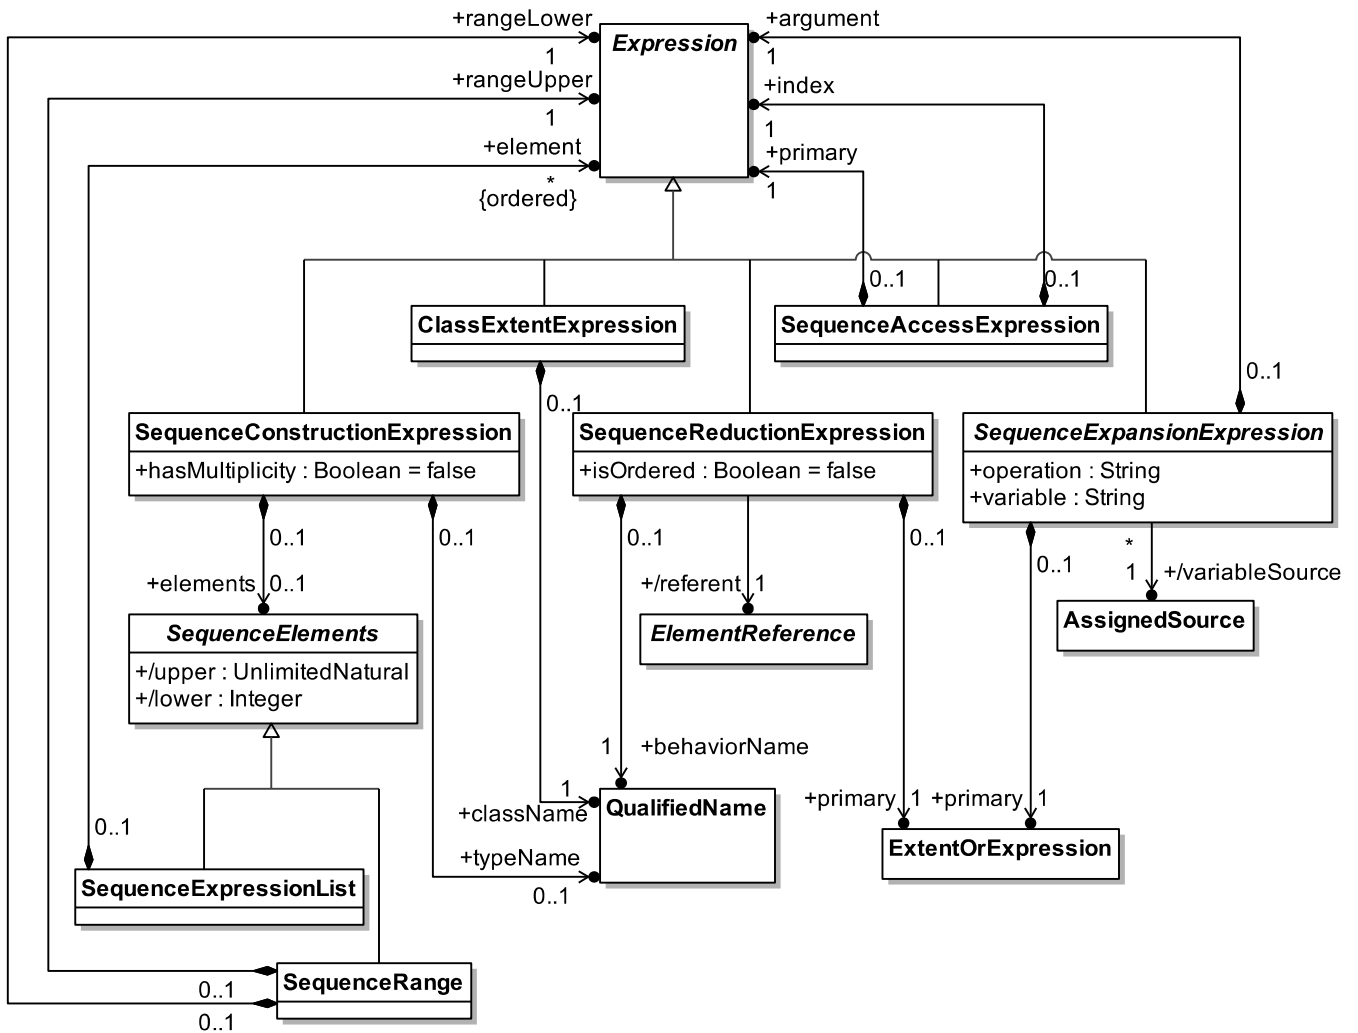 +rangeLower
1
+rangeUpper
1
+element
*
{ordered}
Expression
+argument
1
+index
1
+primary
1
0..1
0..1
ClassExtentExpression
0..1
SequenceAccessExpression
0..1
SequenceConstructionExpression
+hasMultiplicity : Boolean = false
0..1
0..1
SequenceReductionExpression
+isOrdered : Boolean = false
0..1
0..1
SequenceExpansionExpression
+operation : String
+variable : String
0..1
*
1
+/variableSource
+elements
0..1
+/referent
1
SequenceElements
+/upper : UnlimitedNatural
+/lower : Integer
ElementReference
AssignedSource
1
+behaviorName
1
+className
QualifiedName
+primary
1
+primary
1
ExtentOrExpression
+typeName
0..1
0..1
SequenceExpressionList
SequenceRange
0..1
0..1